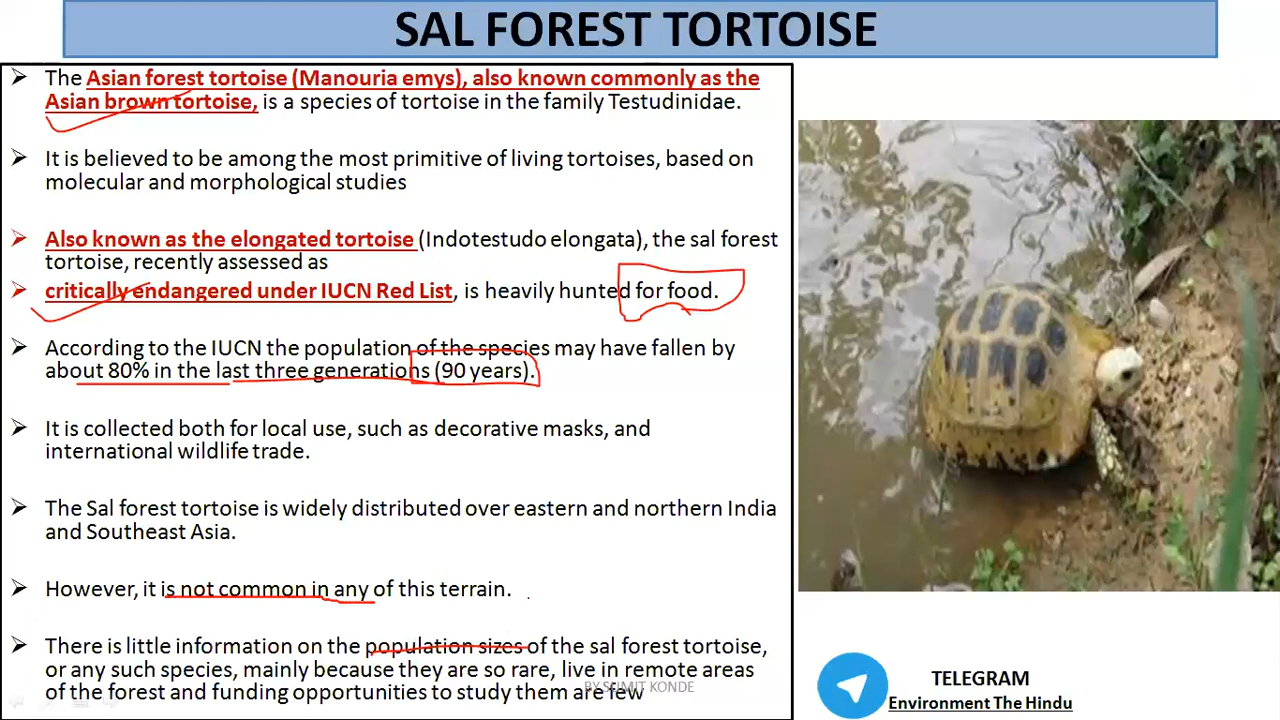 SAL FOREST TORTOISE
➢ The Asian forest tortoise (Manouria emys), also known commonly as the
Asian brown tortoise, is a species of tortoise in the family Testudinidae.
➢ It is believed to be among the most primitive of living tortoises, based on
molecular and morphological studies
➢ Also known as the elongated tortoise (Indotestudo elongata), the sal forest
tortoise, recently assessed as
➢ critically endangered under IUCN Red List, is heavily hunted for food.
➢ According to the IUCN the population of the species may have fallen by
about 80% in the last three generations (90 years).
➢ It is collected both for local use, such as decorative masks, and
international wildlife trade.
➢ The Sal forest tortoise is widely distributed over eastern and northern India
and Southeast Asia.
➢ However, it is not common in any of this terrain.
➢ There is little information on the population sizes of the sal forest tortoise,
or any such species, mainly because they are so rare, live in remote areas
of the forest and funding opportunities to study them are few
BY SUMIT KONDE
TELEGRAM
Environment The Hindu